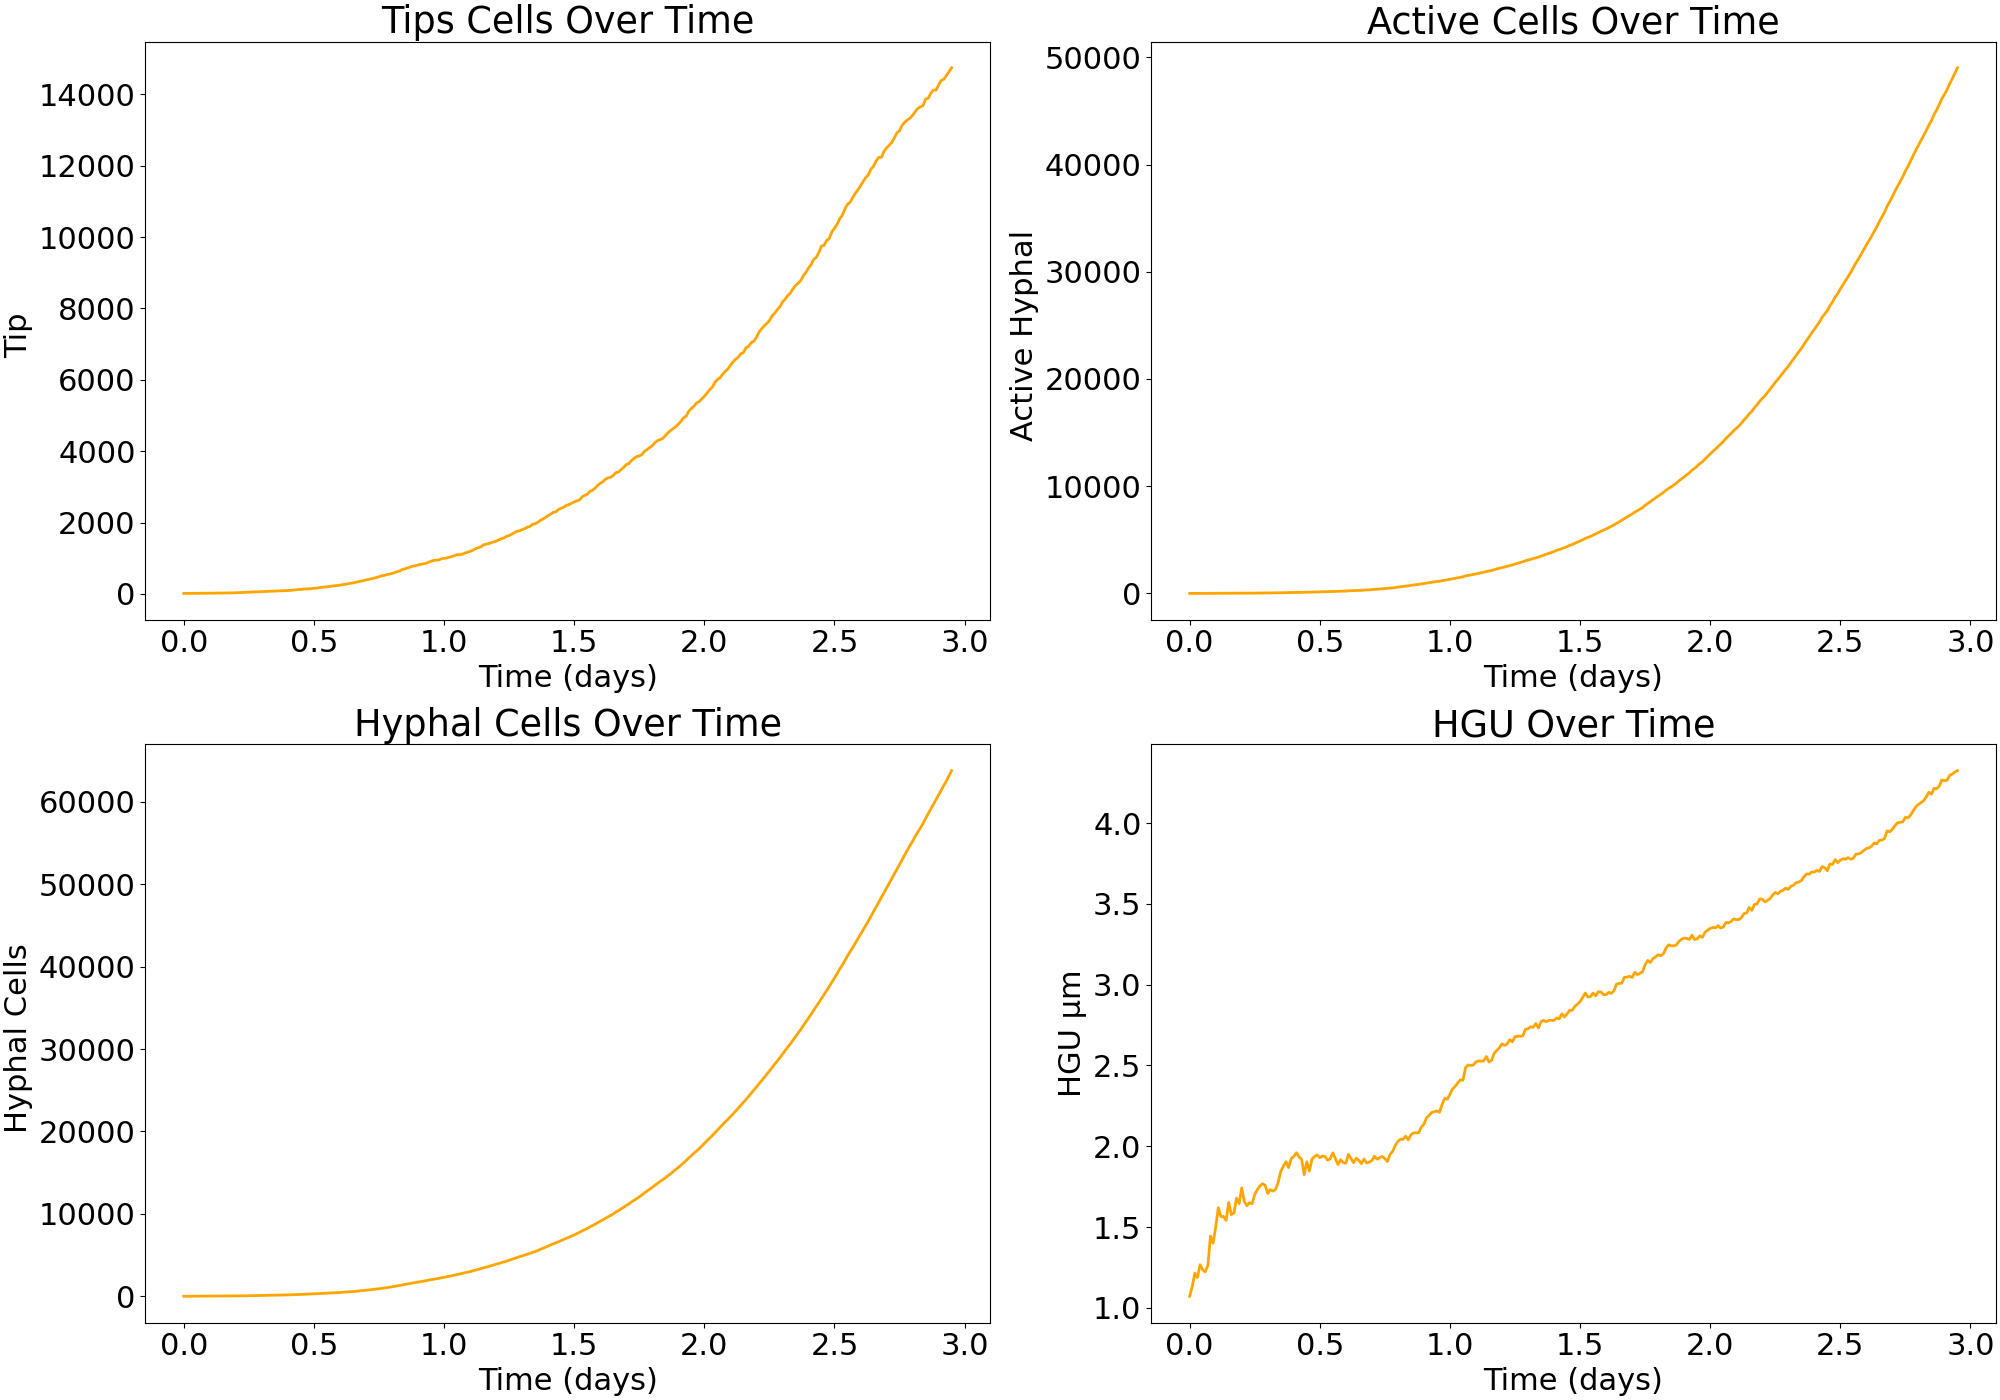 Tips Cells Over Time
Tip
14000
12000
10000
8000
6000
4000
2000
0
0.0 0.5 1.0 1.5 2.0 2.5 3.0
Time (days)
Active Cells Over Time
Active Hyphal
50000
40000
30000
20000
10000
0
0.0 0.5 1.0 1.5 2.0 2.5 3.0
Time (days)
Hyphal Cells Over Time
Hyphal Cells
60000
50000
40000
30000
20000
10000
0
0.0 0.5 1.0 1.5 2.0 2.5 3.0
Time (days)
HGU Over Time
HGU μm
4.0
3.5
3.0
2.5
2.0
1.5
1.0
0.0 0.5 1.0 1.5 2.0 2.5 3.0
Time (days)